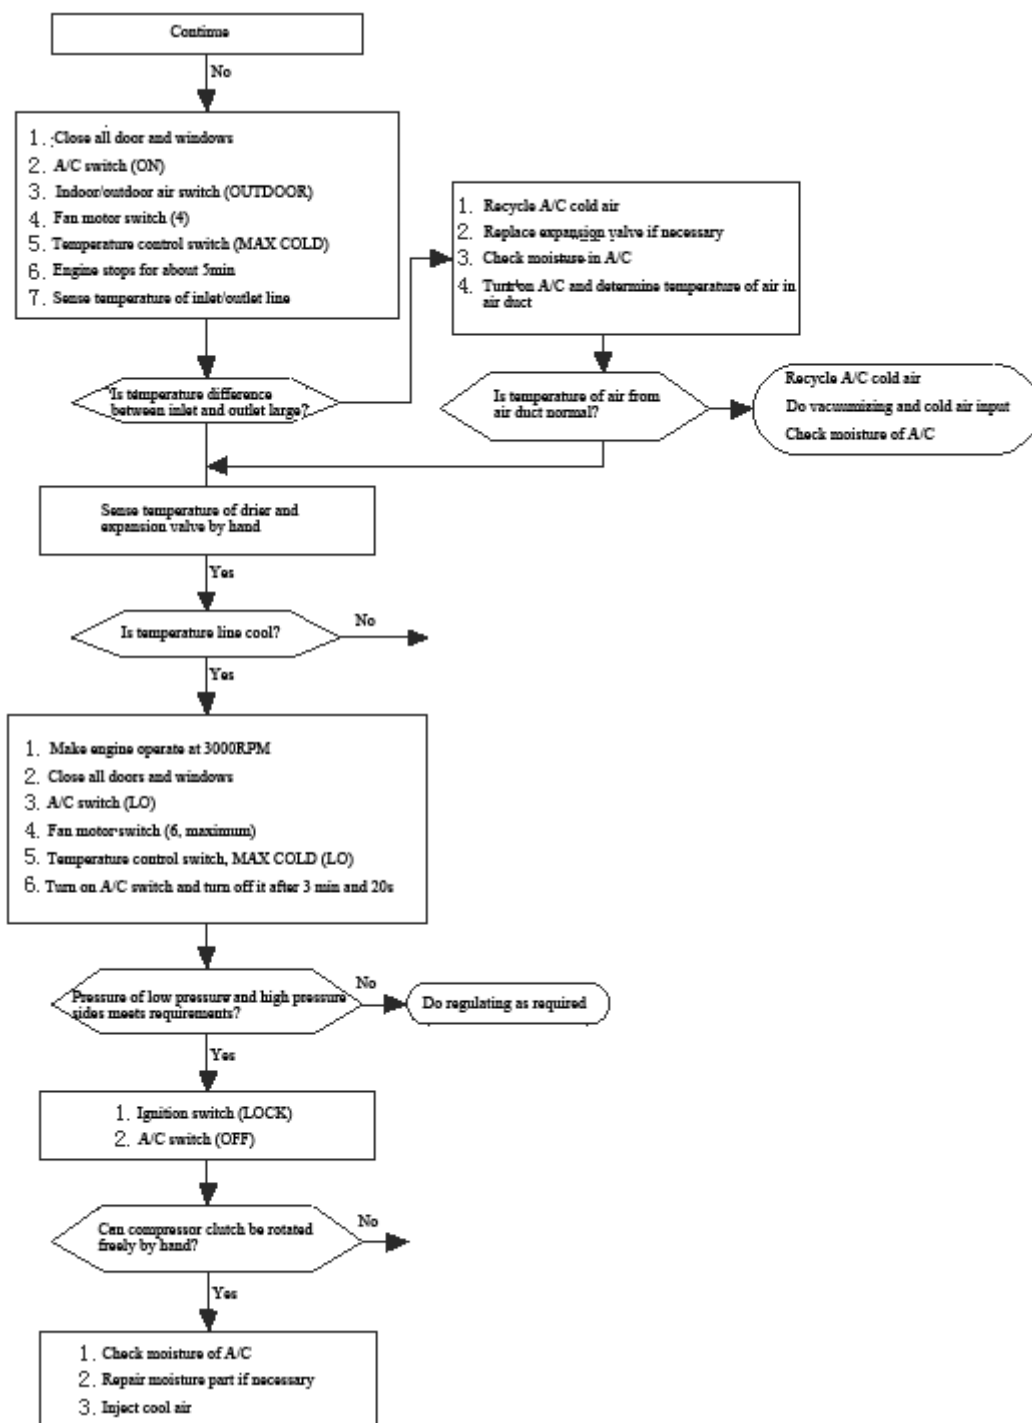 Continue
No
1. Close all door and windows
2. A/C switch (ON)
3. Indoor/outdoor air switch (OUTDOOR)
4. Fan motor switch (4)
5. Temperature control switch (MAX COLD)
6. Engine stops for about 5min
7. Sense temperature of inlet/outlet line
1. Recycle A/C cold air
2. Replace expansion valve if necessary
3. Check moisture in A/C
4. Turn on A/C and determine temperature of air in
air duct
Is temperature difference
between inlet and outlet large?
Is temperature of air from
air duct normal?
Recycle A/C cold air
Do vacuumizing and cold air input
Check moisture of A/C
Sense temperature of drier and
expansion valve by hand
Yes
Is temperature line cool?
No
Yes
1. Make engine operate at 3000RPM
2. Close all doors and windows
3. A/C switch (LO)
4. Fan motor switch (6, maximum)
5. Temperature control switch, MAX COLD (LO)
6. Turn on A/C switch and turn off it after 3 min and 20s
Pressure of low pressure and high pressure
sides meets requirements?
No
Do regulating as required
Yes
1. Ignition switch (LOCK)
2. A/C switch (OFF)
Can compressor clutch be rotated
freely by hand?
No
Yes
1. Check moisture of A/C
2. Repair moisture part if necessary
3. Inject cool air